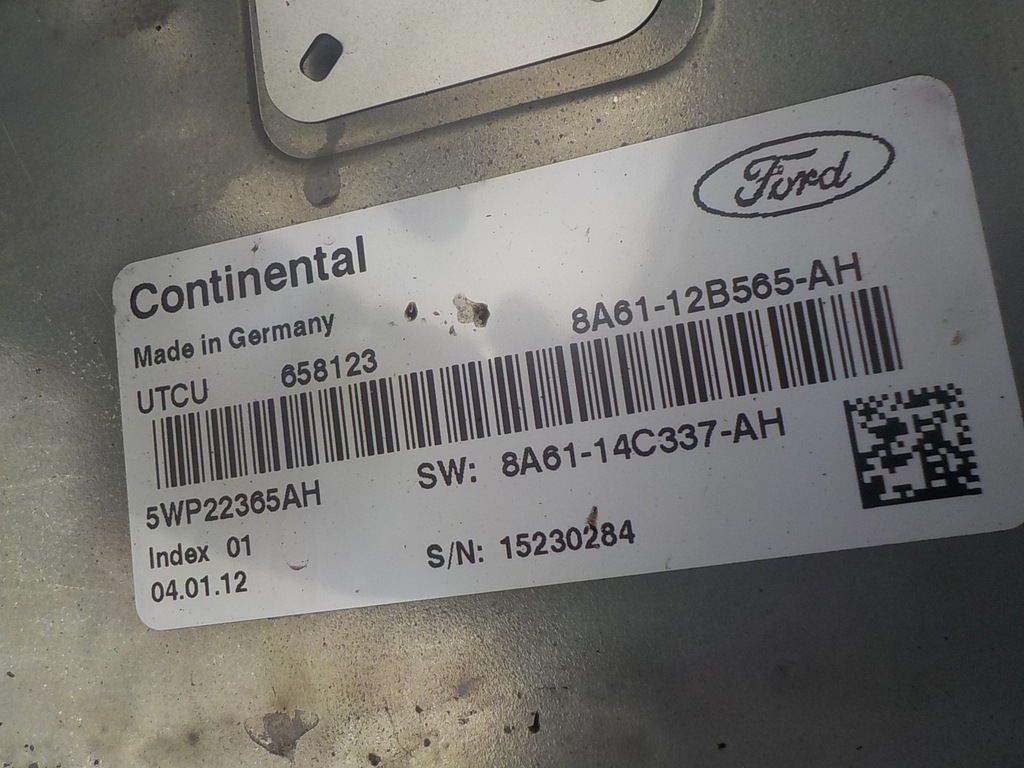 Ford
Continental
Made in Germany
UTCU 658123 8A61-12B565-AH
5WP22365AH SW: 8A61-14C337-AH
Index 01 S/N: 15230284
04.01.12